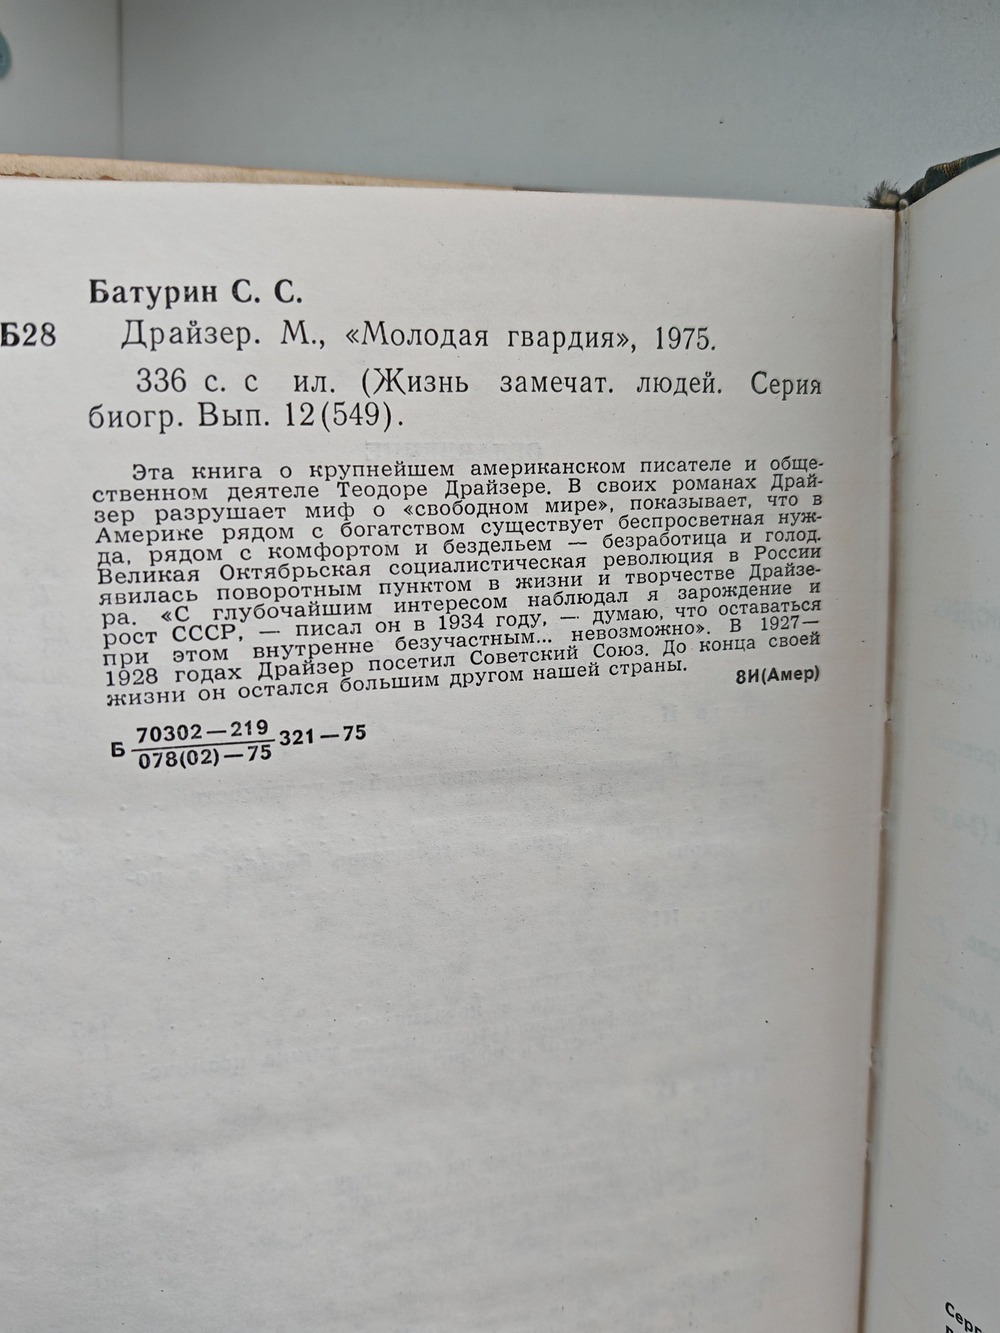 Батурин С. С.
Б28 Драйзер. М., «Молодая гвардия», 1975.
336 с. с ил. (Жизнь замечат. людей. Серия
биогр. Вып. 12(549).
Эта книга о крупнейшем американском писателе и обще-
ственном деятеле Теодоре Драйзере. В своих романах Драй-
зер разрушает миф о «свободном мире», показывает, что в
Америке рядом с богатством существует беспросветная нуж-
да, рядом с комфортом и бездельем — безработица и голод.
Великая Октябрьская социалистическая революция в России
явилась поворотным пунктом в жизни и творчестве Драйзе-
ра. «С глубочайшим интересом наблюдал я зарождение и
рост СССР, — писал он в 1934 году, — думаю, что оставаться
при этом внутренне безучастным... невозможно». В 1927—
1928 годах Драйзер посетил Советский Союз. До конца своей
жизни он остался большим другом нашей страны.
8И(Амер)
Б 70302—219
078(02)—75 321—75